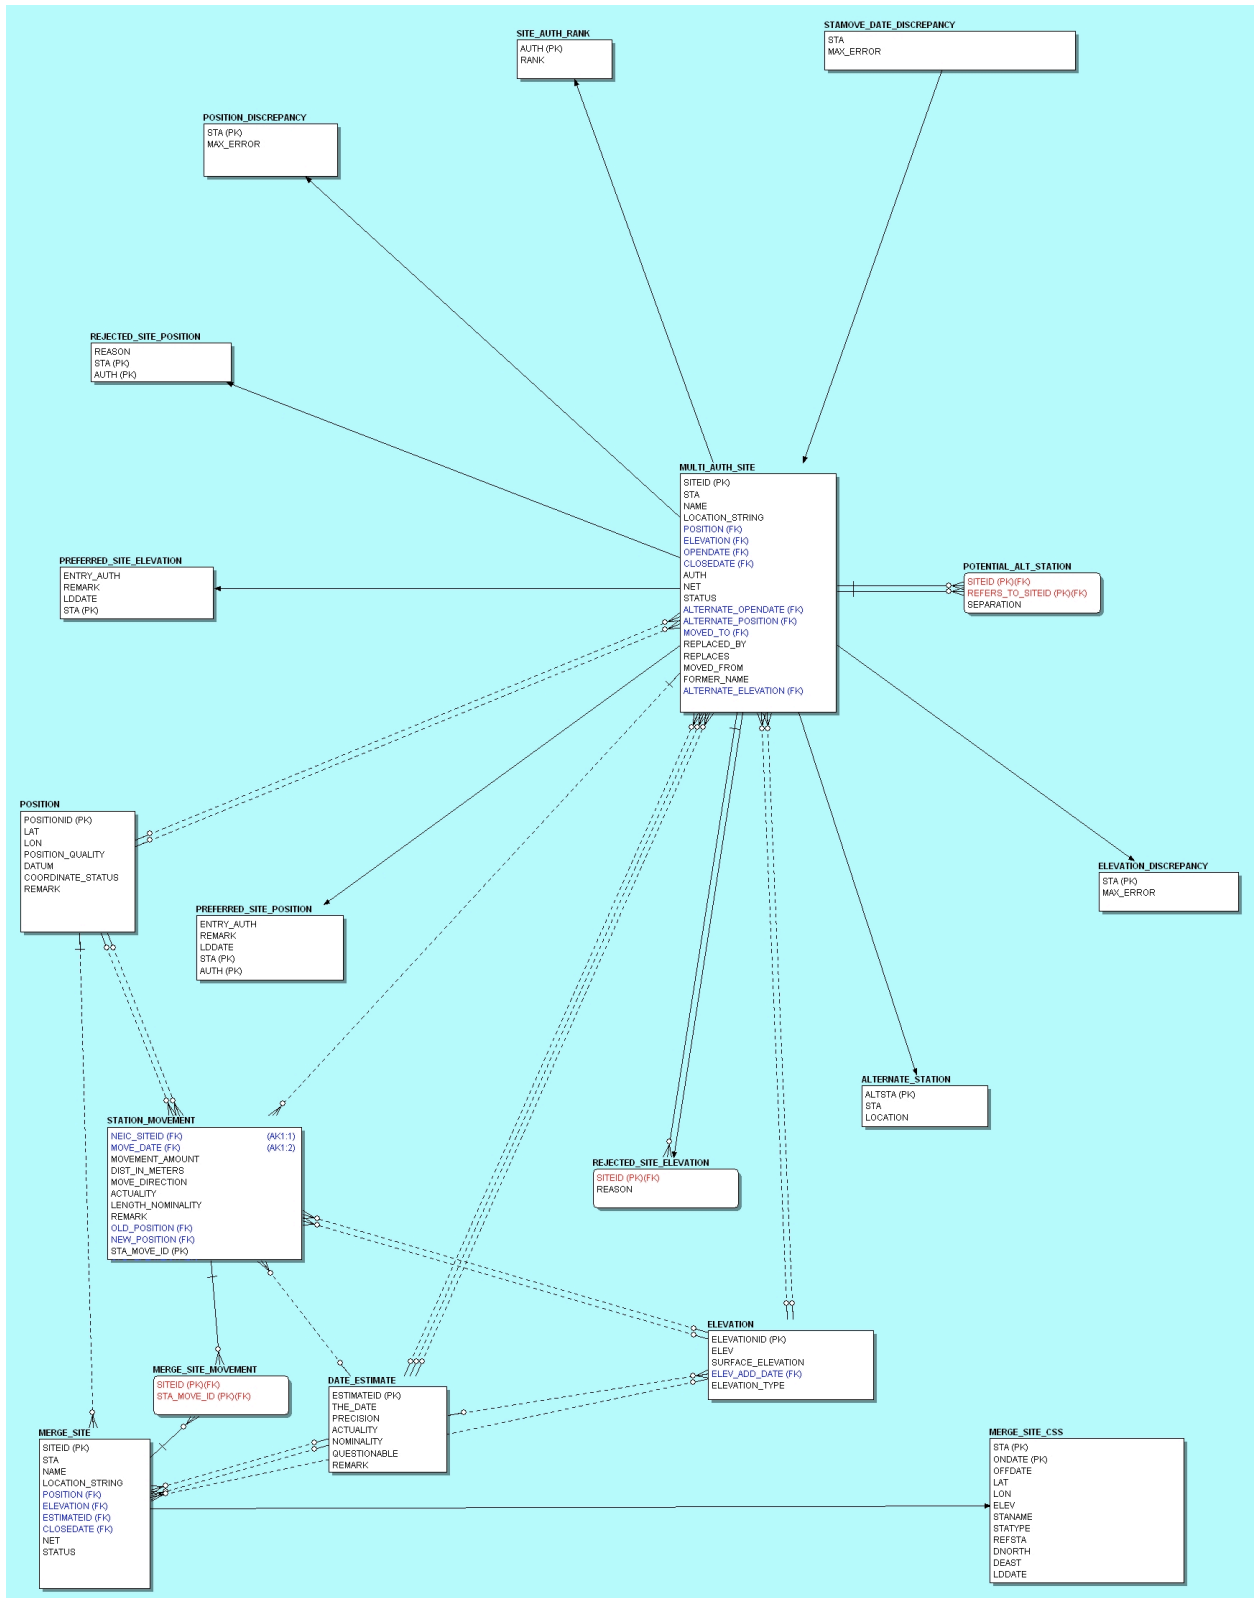 STAMOVE_DATE_DISCREPANCY
STA
MAX_ERROR
SITE_AUTH_RANK
AUTH (PK)
RANK
POSITION_DISCREPANCY
STA (PK)
MAX_ERROR
REJECTED_SITE_POSITION
REASON
STA (PK)
AUTH (PK)
MULTI_AUTH_SITE
SITEID (PK)
STA
NAME
LOCATION_STRING
POSITION (FK)
ELEVATION (FK)
OPENDATE (FK)
CLOSEDATE (FK)
AUTH
NET
STATUS
ALTERNATE_OPENDATE (FK)
ALTERNATE_POSITION (FK)
MOVED_TO (FK)
REPLACED_BY
REPLACES
MOVED_FROM
FORMER_NAME
ALTERNATE_ELEVATION (FK)
PREFERRED_SITE_ELEVATION
ENTRY_AUTH
REMARK
LDDATE
STA (PK)
POTENTIAL_ALT_STATION
SITEID (PK)(FK)
REFERS_TO_SITEID (PK)(FK)
SEPARATION
POSITION
POSITIONID (PK)
LAT
LON
POSITION_QUALITY
DATUM
COORDINATE_STATUS
REMARK
ELEVATION_DISCREPANCY
STA (PK)
MAX_ERROR
PREFERRED_SITE_POSITION
ENTRY_AUTH
REMARK
LDDATE
STA (PK)
AUTH (PK)
ALTERNATE_STATION
ALTSTA (PK)
STA
LOCATION
STATION_MOVEMENT
NEIC_SITEID (FK) (AK1:1)
MOVE_DATE (FK) (AK1:2)
MOVEMENT_AMOUNT
DIST_IN_METERS
MOVE_DIRECTION
ACTUALITY
LENGTH_NOMINALITY
REMARK
OLD_POSITION (FK)
NEW_POSITION (FK)
STA_MOVE_ID (PK)
REJECTED_SITE_ELEVATION
SITEID (PK)(FK)
REASON
ELEVATION
ELEVATIONID (PK)
ELEV
SURFACE_ELEVATION
ELEV_ADD_DATE (FK)
ELEVATION_TYPE
MERGE_SITE_MOVEMENT
SITEID (PK)(FK)
STA_MOVE_ID (PK)(FK)
DATE_ESTIMATE
ESTIMATEID (PK)
THE_DATE
PRECISION
ACTUALITY
NOMINALITY
QUESTIONABLE
REMARK
MERGE_SITE
SITEID (PK)
STA
NAME
LOCATION_STRING
POSITION (FK)
ELEVATION (FK)
ESTIMATEID (FK)
CLOSEDATE (FK)
NET
STATUS
MERGE_SITE_CSS
STA (PK)
ONDATE (PK)
OFFDATE
LAT
LON
ELEV
STANAME
STATYPE
REFSTA
DNORTH
DEAST
LDDATE